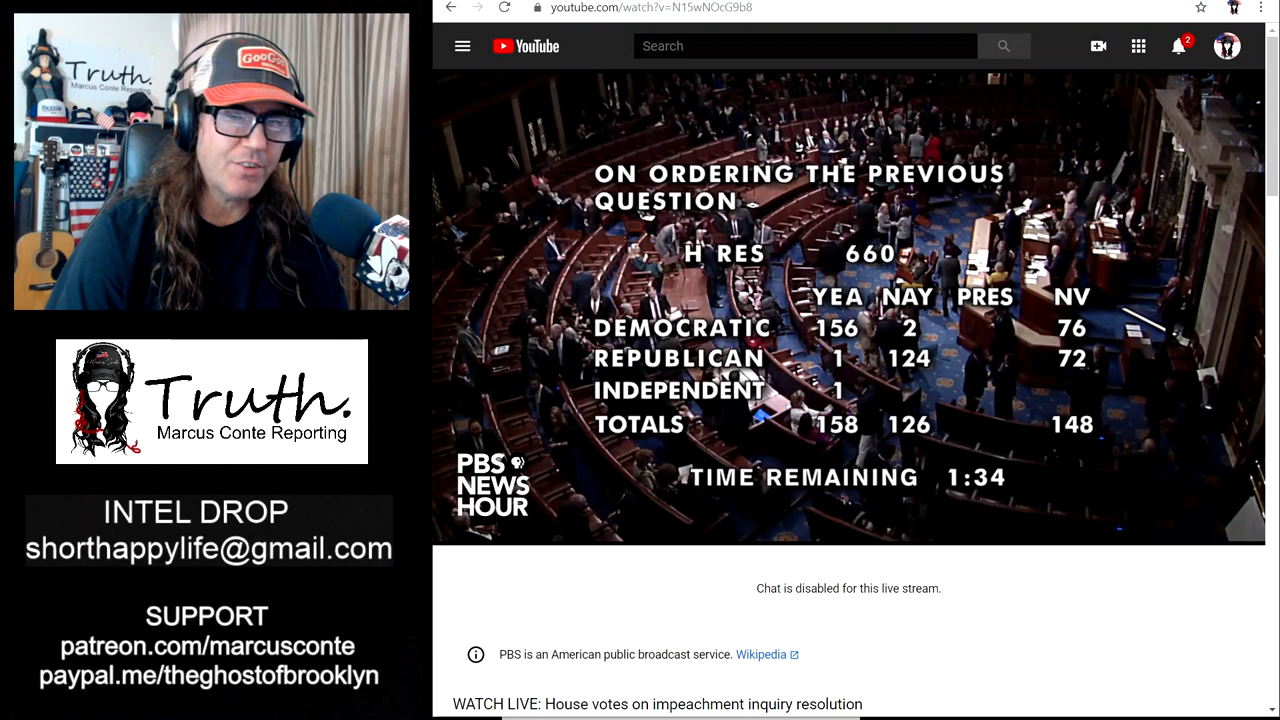 GooGoo
Truth.
Marcus Conte Reporting
Truth.
Marcus Conte Reporting
INTEL DROP
shorthappylife@gmail.com
SUPPORT
patreon.com/marcusconte
paypal.me/theghostofbrooklyn
youtube.com/watch?v=N15wNOcG9b8
YouTube
Search
2
ON ORDERING THE PREVIOUS
QUESTION
H RES 660
YEA NAY PRES NV
DEMOCRATIC 156 2 76
REPUBLICAN 1 124 72
INDEPENDENT 1
TOTALS 158 126 148
TIME REMAINING 1:34
PBS
NEWS
HOUR
Chat is disabled for this live stream.
PBS is an American public broadcast service. Wikipedia
WATCH LIVE: House votes on impeachment inquiry resolution